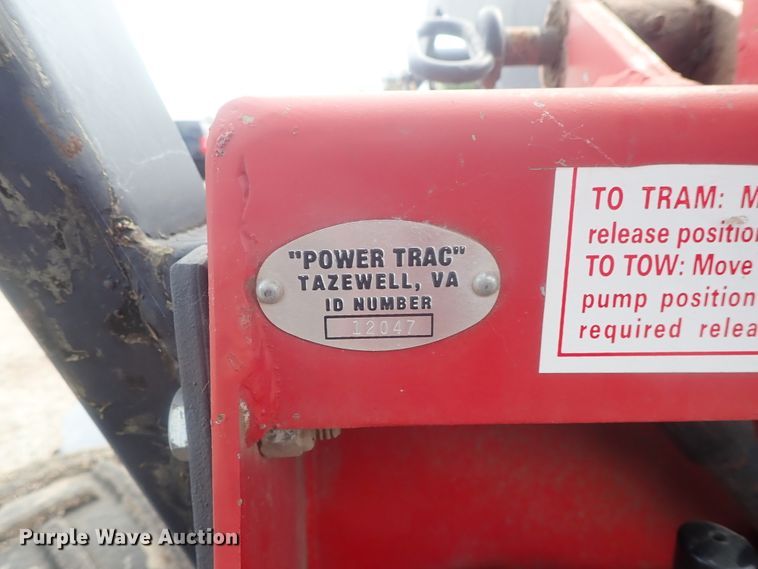 "POWER TRAC"
TAZEWELL, VA
ID NUMBER
12047
TO TRAM: M
release position
TO TOW: Move
pump position
required relea
Purple Wave Auction